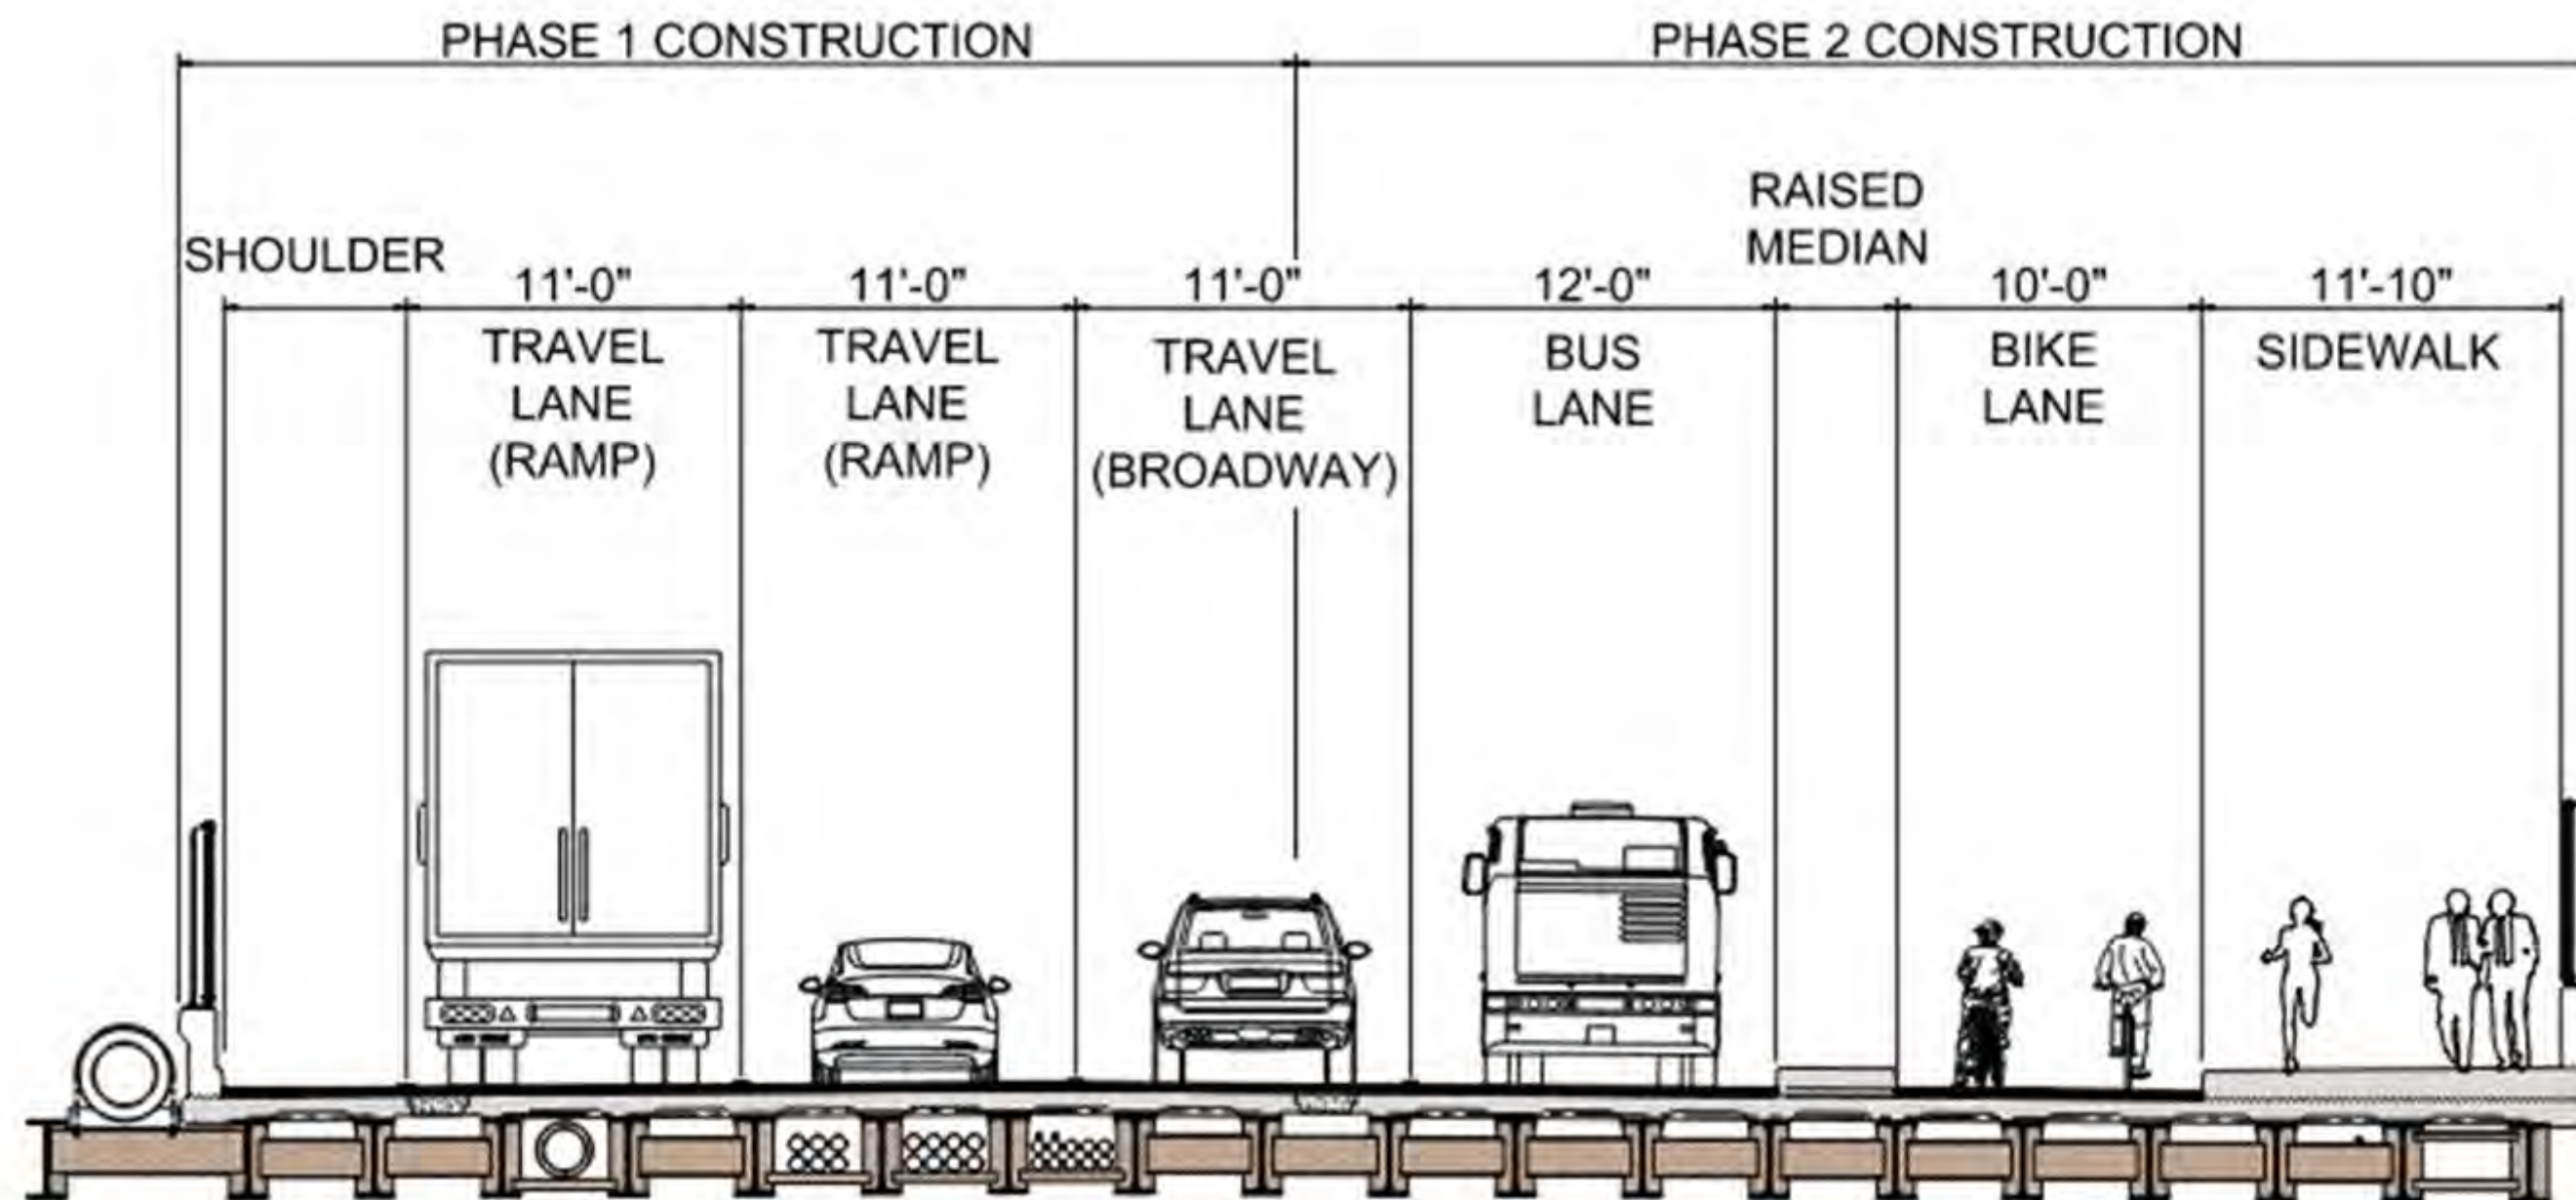 PHASE 1 CONSTRUCTION
PHASE 2 CONSTRUCTION
SHOULDER
RAISED
MEDIAN
11'-0"
11'-0"
11'-0"
12'-0"
10'-0"
11'-10"
TRAVEL
LANE
(RAMP)
TRAVEL
LANE
(RAMP)
TRAVEL
LANE
(BROADWAY)
BUS
LANE
BIKE
LANE
SIDEWALK